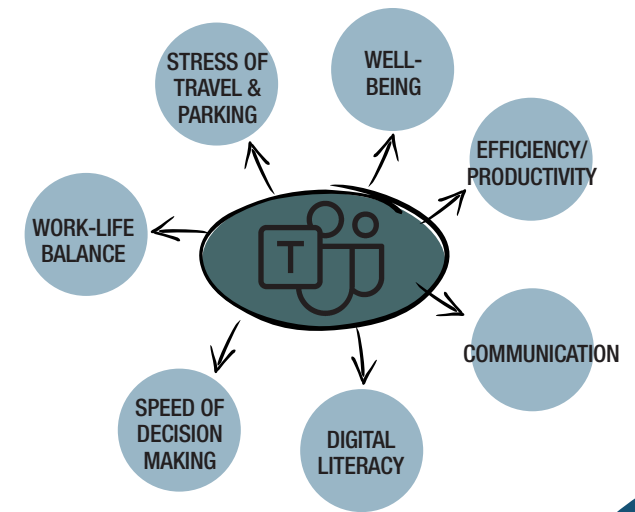 STRESS OF
TRAVEL &
PARKING
WELL-
BEING
EFFICIENCY/
PRODUCTIVITY
WORK-LIFE
BALANCE
T
COMMUNICATION
SPEED OF
DECISION
MAKING
DIGITAL
LITERACY